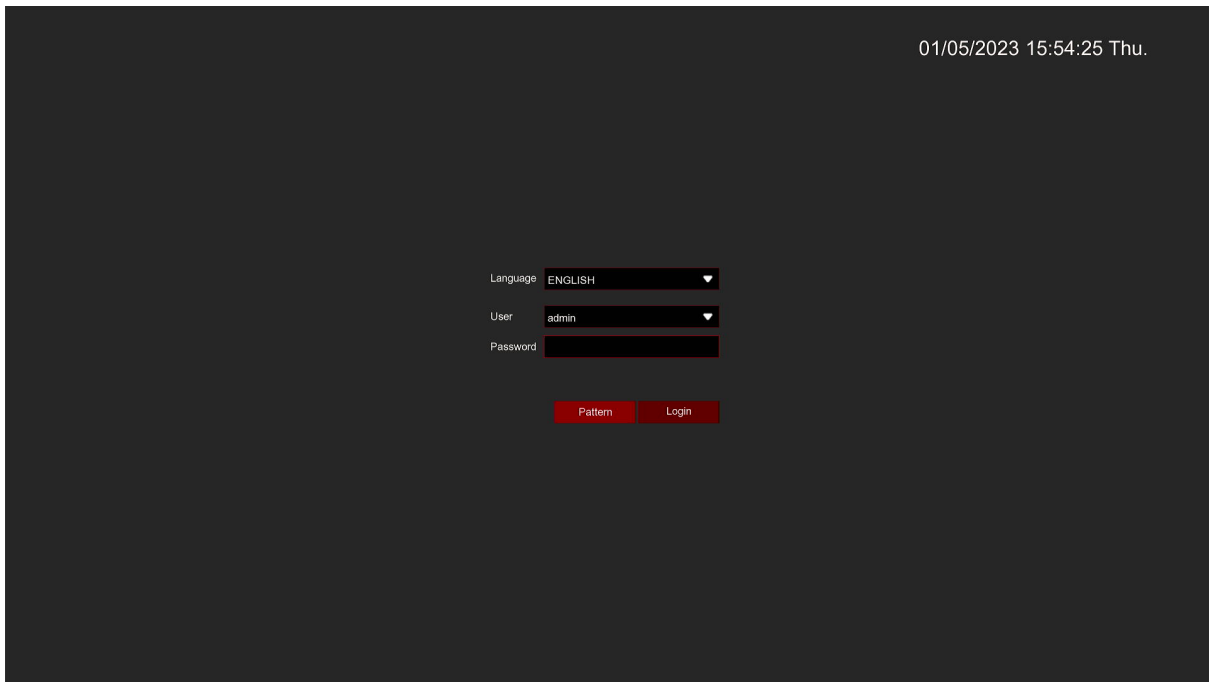 01/05/2023 15:54:25 Thu.
Language ENGLISH
User admin
Password
Pattern Login